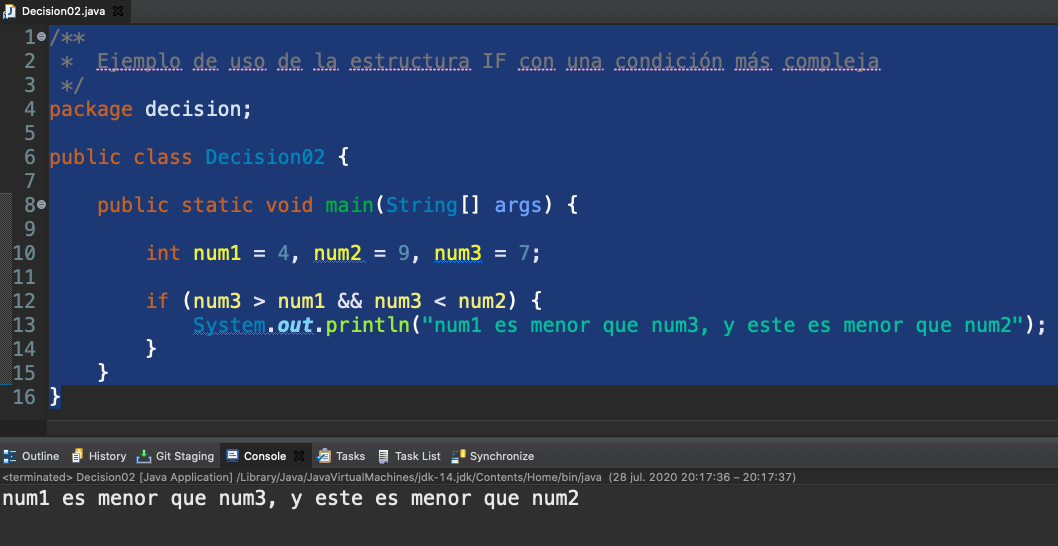 Decision02.java
1 /**
2  *  Ejemplo de uso de la estructura IF con una condición más compleja
3  */
4 package decision;
5
6 public class Decision02 {
7
8     public static void main(String[] args) {
9
10         int num1 = 4, num2 = 9, num3 = 7;
11
12         if (num3 > num1 && num3 < num2) {
13             System.out.println("num1 es menor que num3, y este es menor que num2");
14         }
15     }
16 }
Outline History Git Staging Console Tasks Task List Synchronize
<terminated> Decision02 [Java Application] /Library/Java/JavaVirtualMachines/jdk-14.jdk/Contents/Home/bin/java (28 jul. 2020 20:17:36 – 20:17:37)
num1 es menor que num3, y este es menor que num2